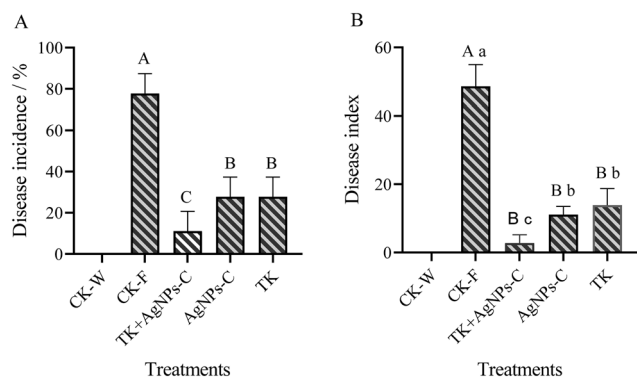 A
Disease incidence / %
100
80
60
40
20
0
A
C
B
B
CK-W
CK-F
TK+AgNPs-C
AgNPs-C
TK
Treatments
B
Disease index
60
40
20
0
A a
B c
B b
B b
CK-W
CK-F
TK+AgNPs-C
AgNPs-C
TK
Treatments